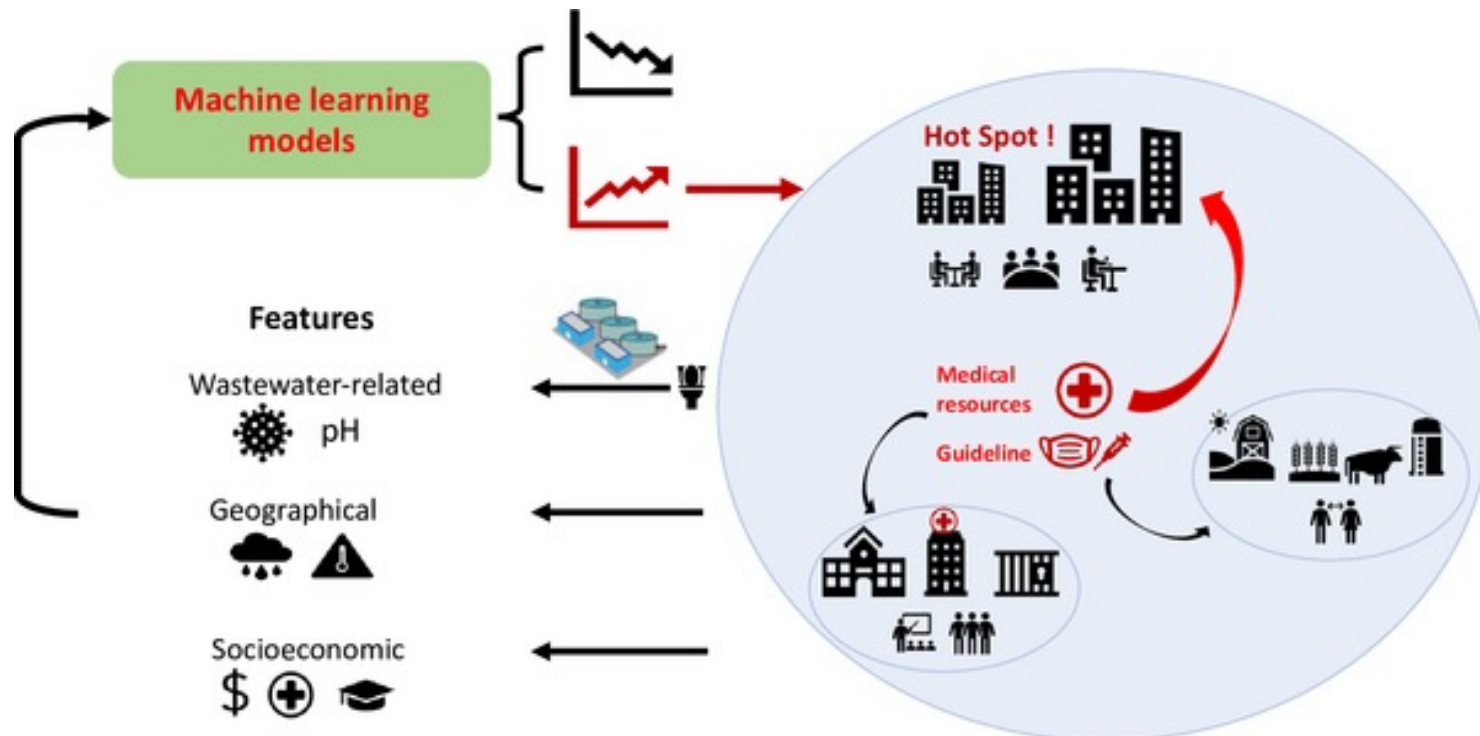 Machine learning
models
Hot Spot !
Features
Wastewater-related
pH
Medical
resources
Guideline
Geographical
Socioeconomic
$